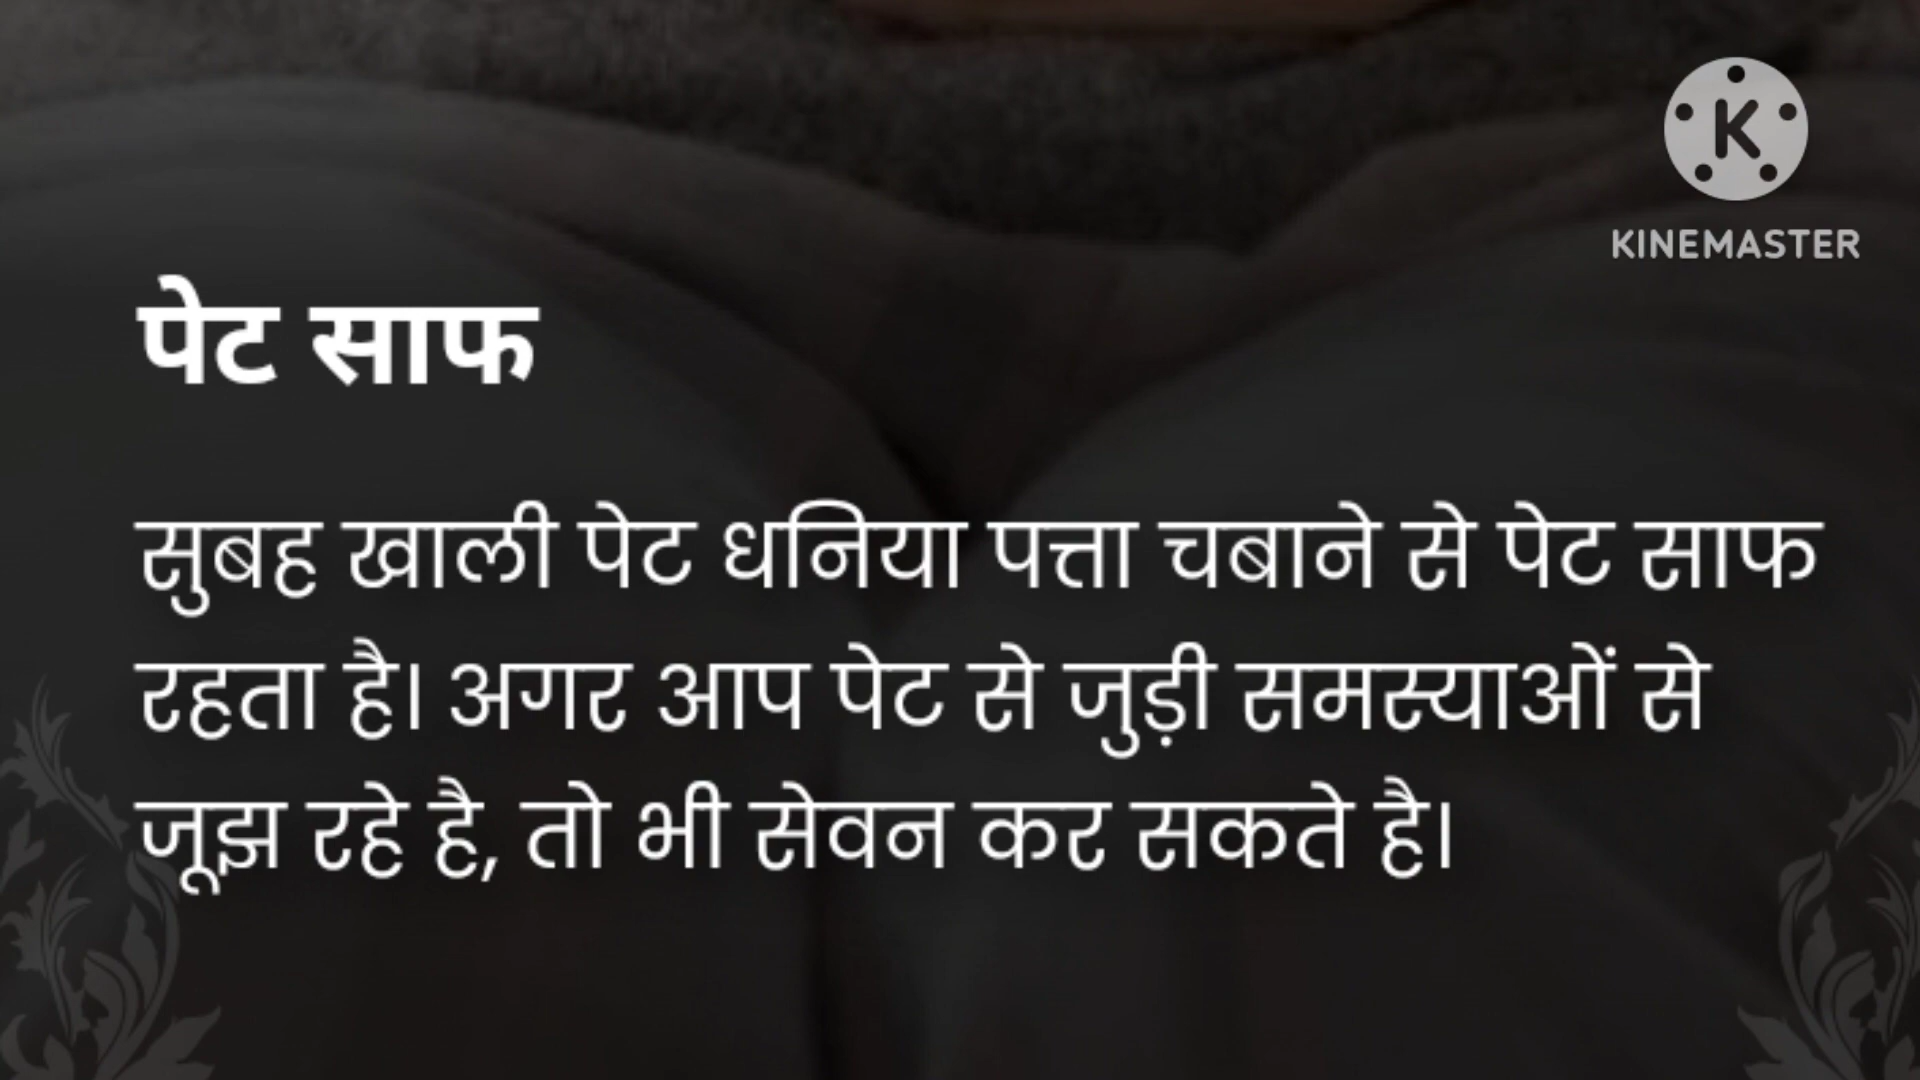 KINEMASTER
पेट साफ
सुबह खाली पेट धनिया पत्ता चबाने से पेट साफ
रहता है। अगर आप पेट से जुड़ी समस्याओं से
जूझ रहे है, तो भी सेवन कर सकते है।